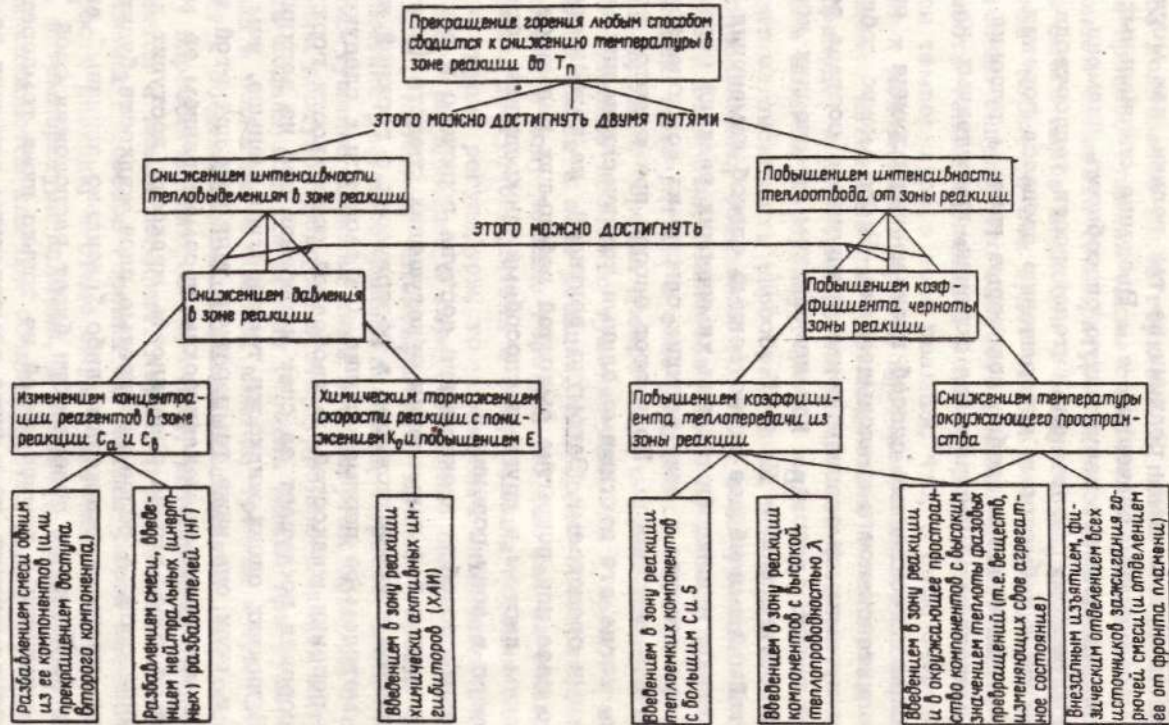 Прекращение горения любым способом
сводится к снижению температуры в
зоне реакции до Tп
ЭТОГО МОЖНО ДОСТИГНУТЬ ДВУМЯ ПУТЯМИ
Снижением интенсивности
тепловыделениям в зоне реакции
Повышением интенсивности
теплоотвода от зоны реакции
ЭТОГО МОЖНО ДОСТИГНУТЬ
Снижением давления
в зоне реакции
Повышением коэф-
фициента черноты
зоны реакции
Изменением концентра-
ции реагентов в зоне
реакции Cа и Cв
Химическим торможением
скорости реакции с пони-
жением K₀ и повышением E
Повышением коэффици-
ента теплопередачи из
зоны реакции
Снижением температуры
окружающего простран-
ства
Разбавлением смеси одним
из ее компонентов (или
прекращением доступа
второго компонента)
Разбавлением смеси, введе-
нием нейтральных (инерт-
ных) разбавителей (НГ)
Введением в зону реакции
химически активных ин-
гибиторов (ХАИ)
Введением в зону реакции
теплоемких компонентов
с большим C и S
Введением в зону реакции
компонентов с высокой
теплопроводностью λ
Введением в зону реакции
и в окружающее простран-
ство компонентов с высоким
значением теплоты фазовых
превращений (т.е. веществ,
изменяющих свое агрегат-
ное состояние)
Внезапным изъятием, фи-
зическим отделением всех
источников зажигания го-
рючей смеси (и отделением
ее от фронта пламени)